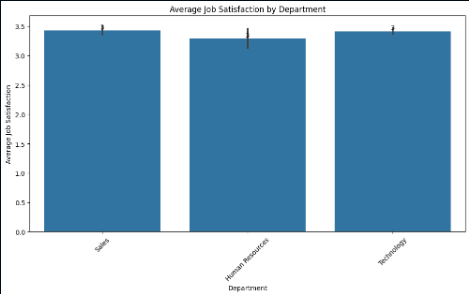 Average Job Satisfaction by Department
Average Job Satisfaction
3.5
3.0
2.5
2.0
1.5
1.0
0.5
0.0
Sales
Human Resources
Technology
Department